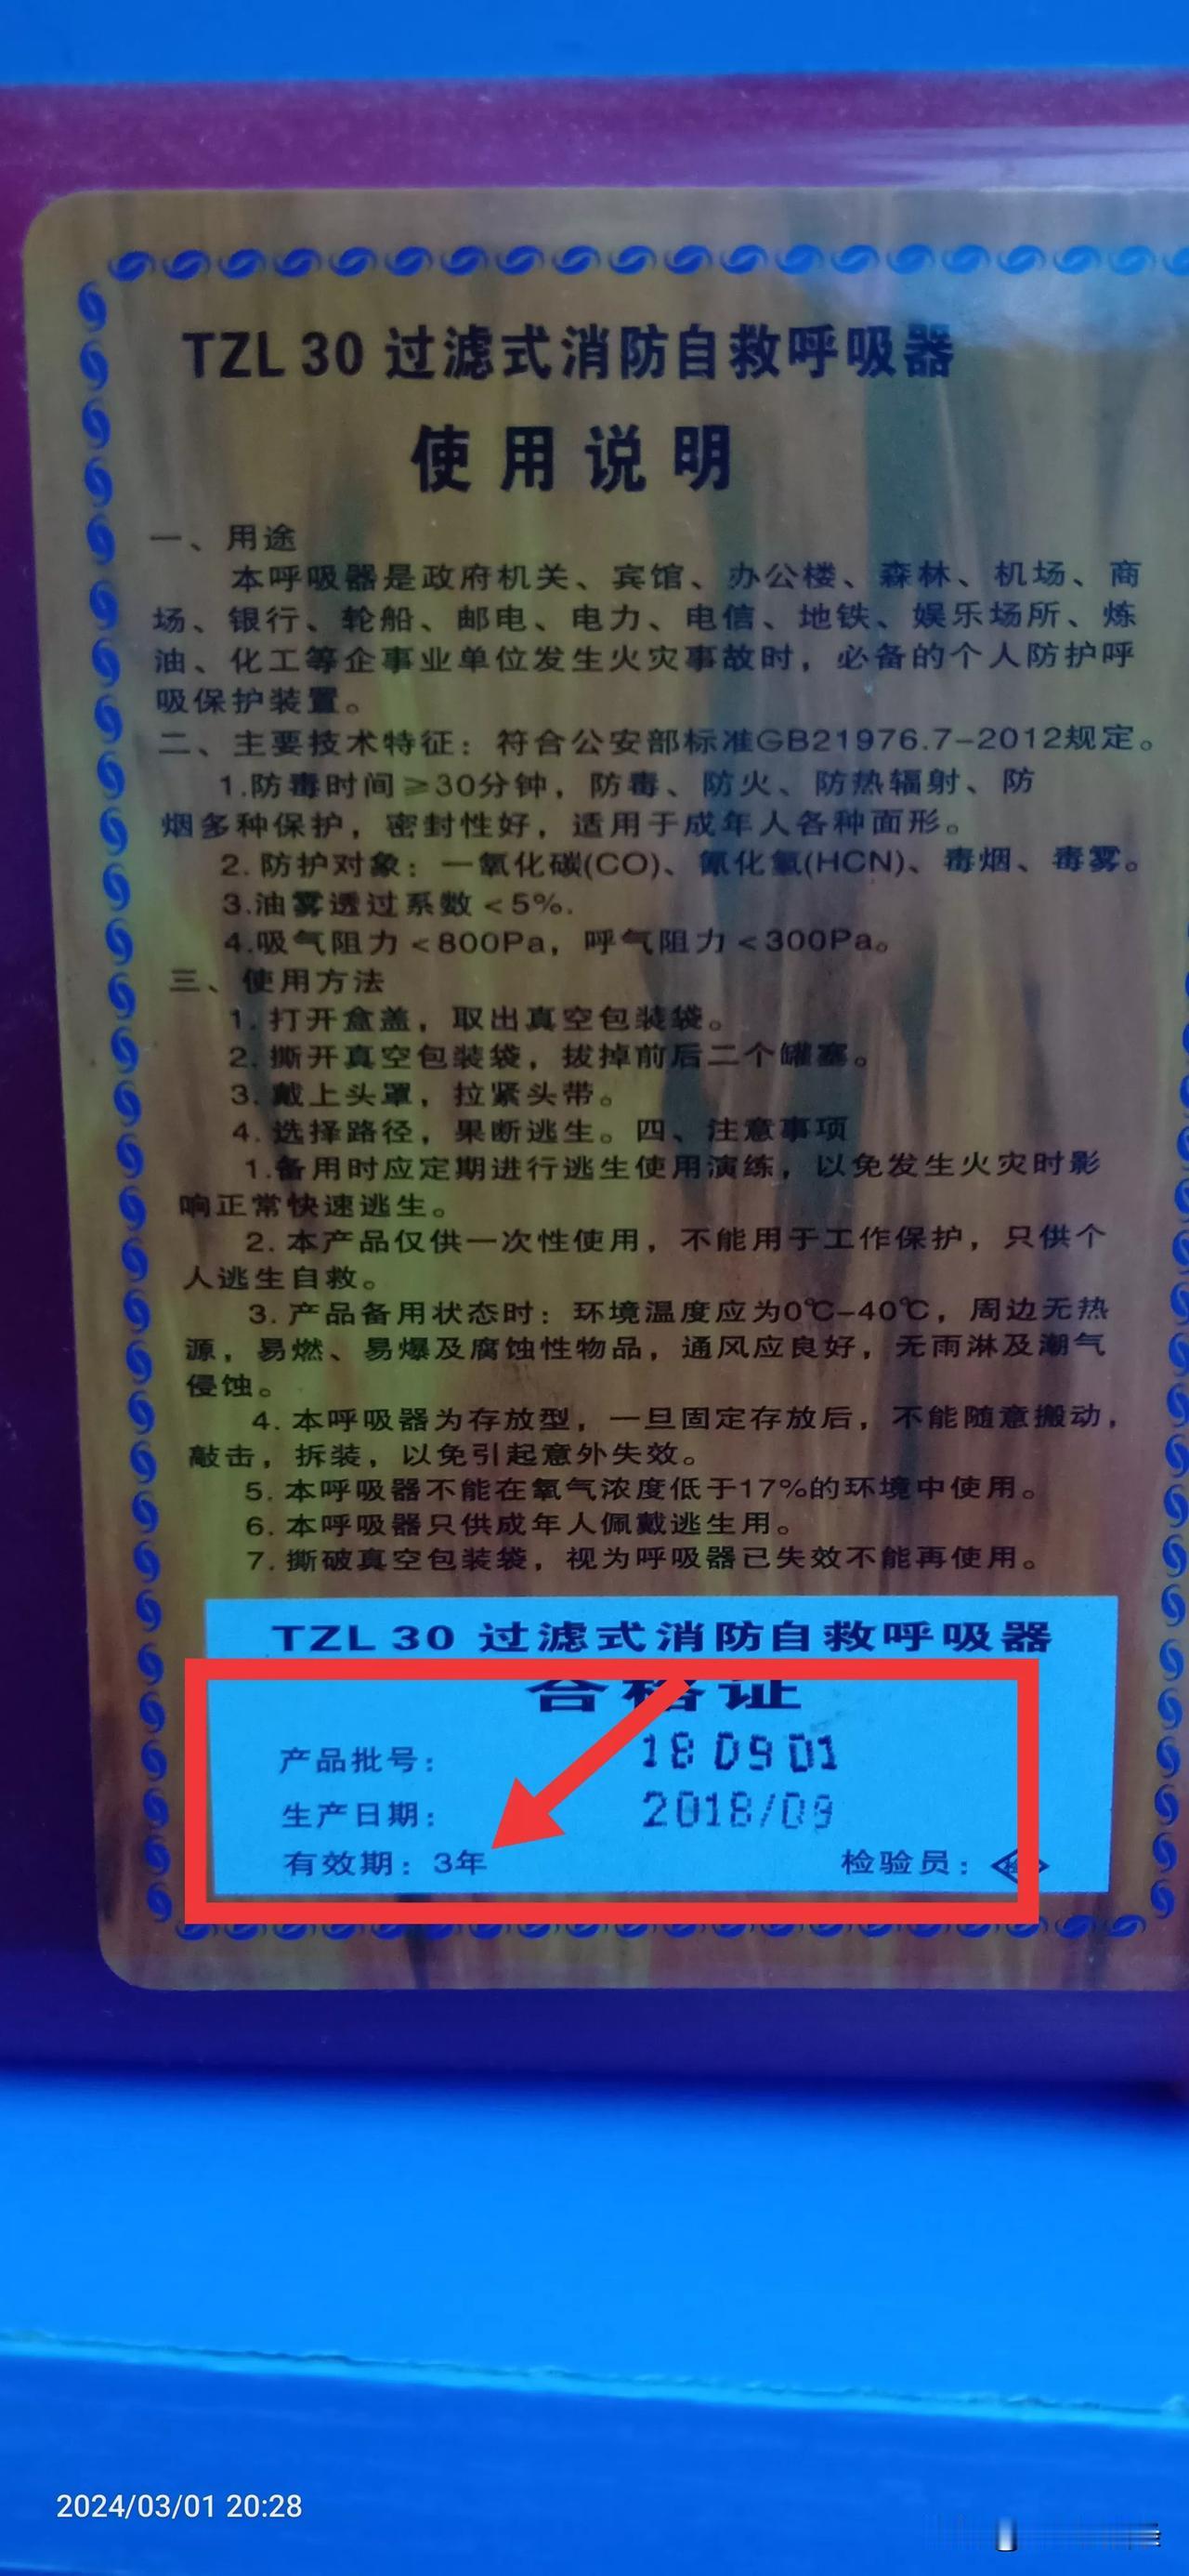 TZL 30 过滤式消防自救呼吸器
使用说明
一、用途
本呼吸器是政府机关、宾馆、办公楼、森林、机场、商
场、银行、轮船、邮电、电力、电信、地铁、娱乐场所、炼
油、化工等企事业单位发生火灾事故时，必备的个人防护呼
吸保护装置。
二、主要技术特征：符合公安部标准GB21976.7-2012规定。
1.防毒时间≥30分钟，防毒、防火、防热辐射、防
烟多种保护，密封性好，适用于成年人各种面形。
2.防护对象：一氧化碳(CO)、氰化氢(HCN)、毒烟、毒雾。
3.油雾透过系数<5%.
4.吸气阻力<800Pa，呼气阻力<300Pa。
三、使用方法
1.打开盒盖，取出真空包装袋。
2.撕开真空包装袋，拔掉前后二个罐塞。
3.戴上头罩，拉紧头带。
4.选择路径，果断逃生。四、注意事项
1.备用时应定期进行逃生使用演练，以免发生火灾时影
响正常快速逃生。
2.本产品仅供一次性使用，不能用于工作保护，只供个
人逃生自救。
3.产品备用状态时：环境温度应为0℃-40℃，周边无热
源，易燃、易爆及腐蚀性物品，通风应良好，无雨淋及潮气
侵蚀。
4.本呼吸器为存放型，一旦固定存放后，不能随意搬动，
敲击，拆装，以免引起意外失效。
5.本呼吸器不能在氧气浓度低于17%的环境中使用。
6.本呼吸器只供成年人佩戴逃生用。
7.撕破真空包装袋，视为呼吸器已失效不能再使用。
TZL 30 过滤式消防自救呼吸器
合格证
产品批号： 18 09 01
生产日期： 2018/09
有效期：3年 检验员：
2024/03/01 20:28